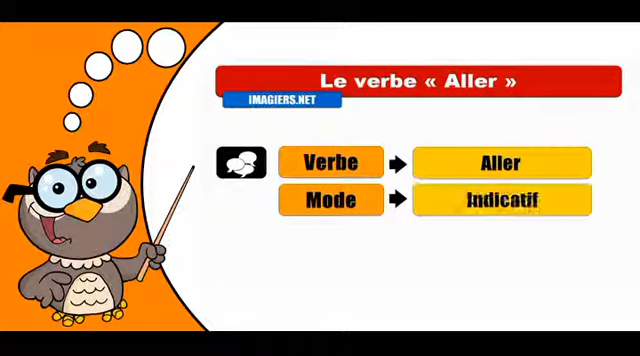 Le verbe « Aller »
IMAGIERS.NET
Verbe Aller
Mode Indicatif